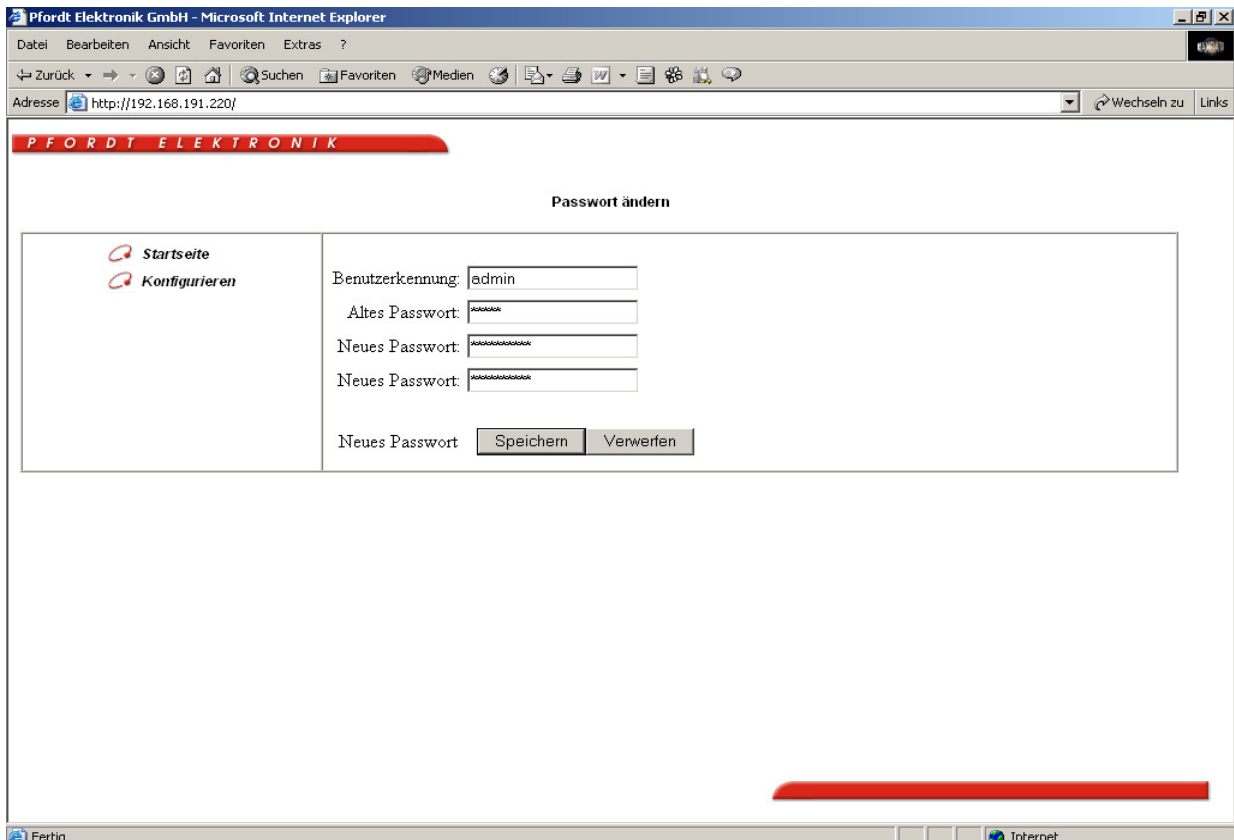 Pfordt Elektronik GmbH - Microsoft Internet Explorer
Datei Bearbeiten Ansicht Favoriten Extras ?
Zurück Suchen Favoriten Medien
Adresse http://192.168.191.220/ Wechseln zu Links
PFORDT ELEKTRONIK
Passwort ändern
Startseite
Konfigurieren
Benutzerkennung: admin
Altes Passwort: *****
Neues Passwort: **********
Neues Passwort: **********
Neues Passwort Speichern Verwerfen
Fertig Internet